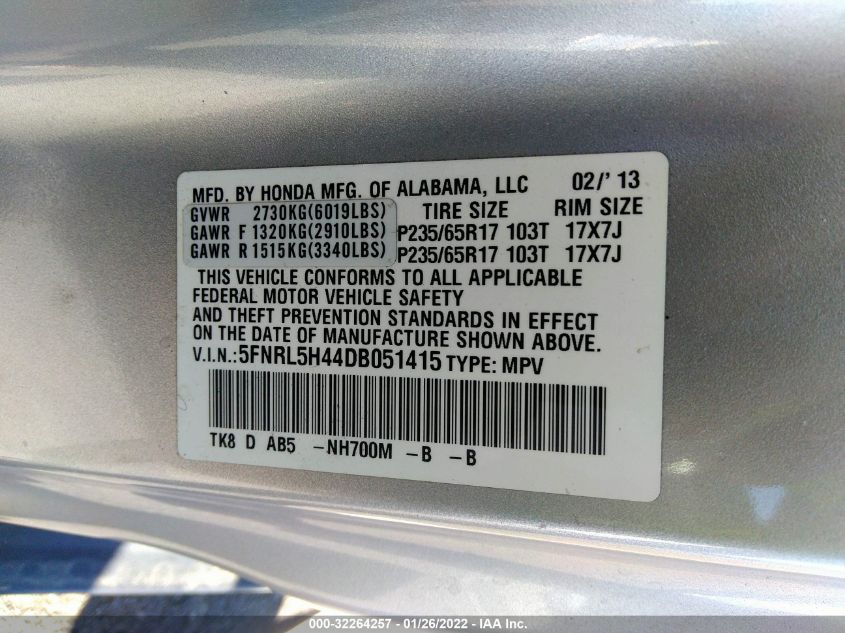 MFD. BY HONDA MFG. OF ALABAMA, LLC 02/' 13
GVWR 2730KG(6019LBS) TIRE SIZE RIM SIZE
GAWR F 1320KG(2910LBS) P235/65R17 103T 17X7J
GAWR R 1515KG(3340LBS) P235/65R17 103T 17X7J
THIS VEHICLE CONFORMS TO ALL APPLICABLE
FEDERAL MOTOR VEHICLE SAFETY
AND THEFT PREVENTION STANDARDS IN EFFECT
ON THE DATE OF MANUFACTURE SHOWN ABOVE.
V.I.N.:5FNRL5H44DB051415 TYPE: MPV
TK8 D AB5 -NH700M -B -B
000-32264257 - 01/26/2022 - IAA Inc.